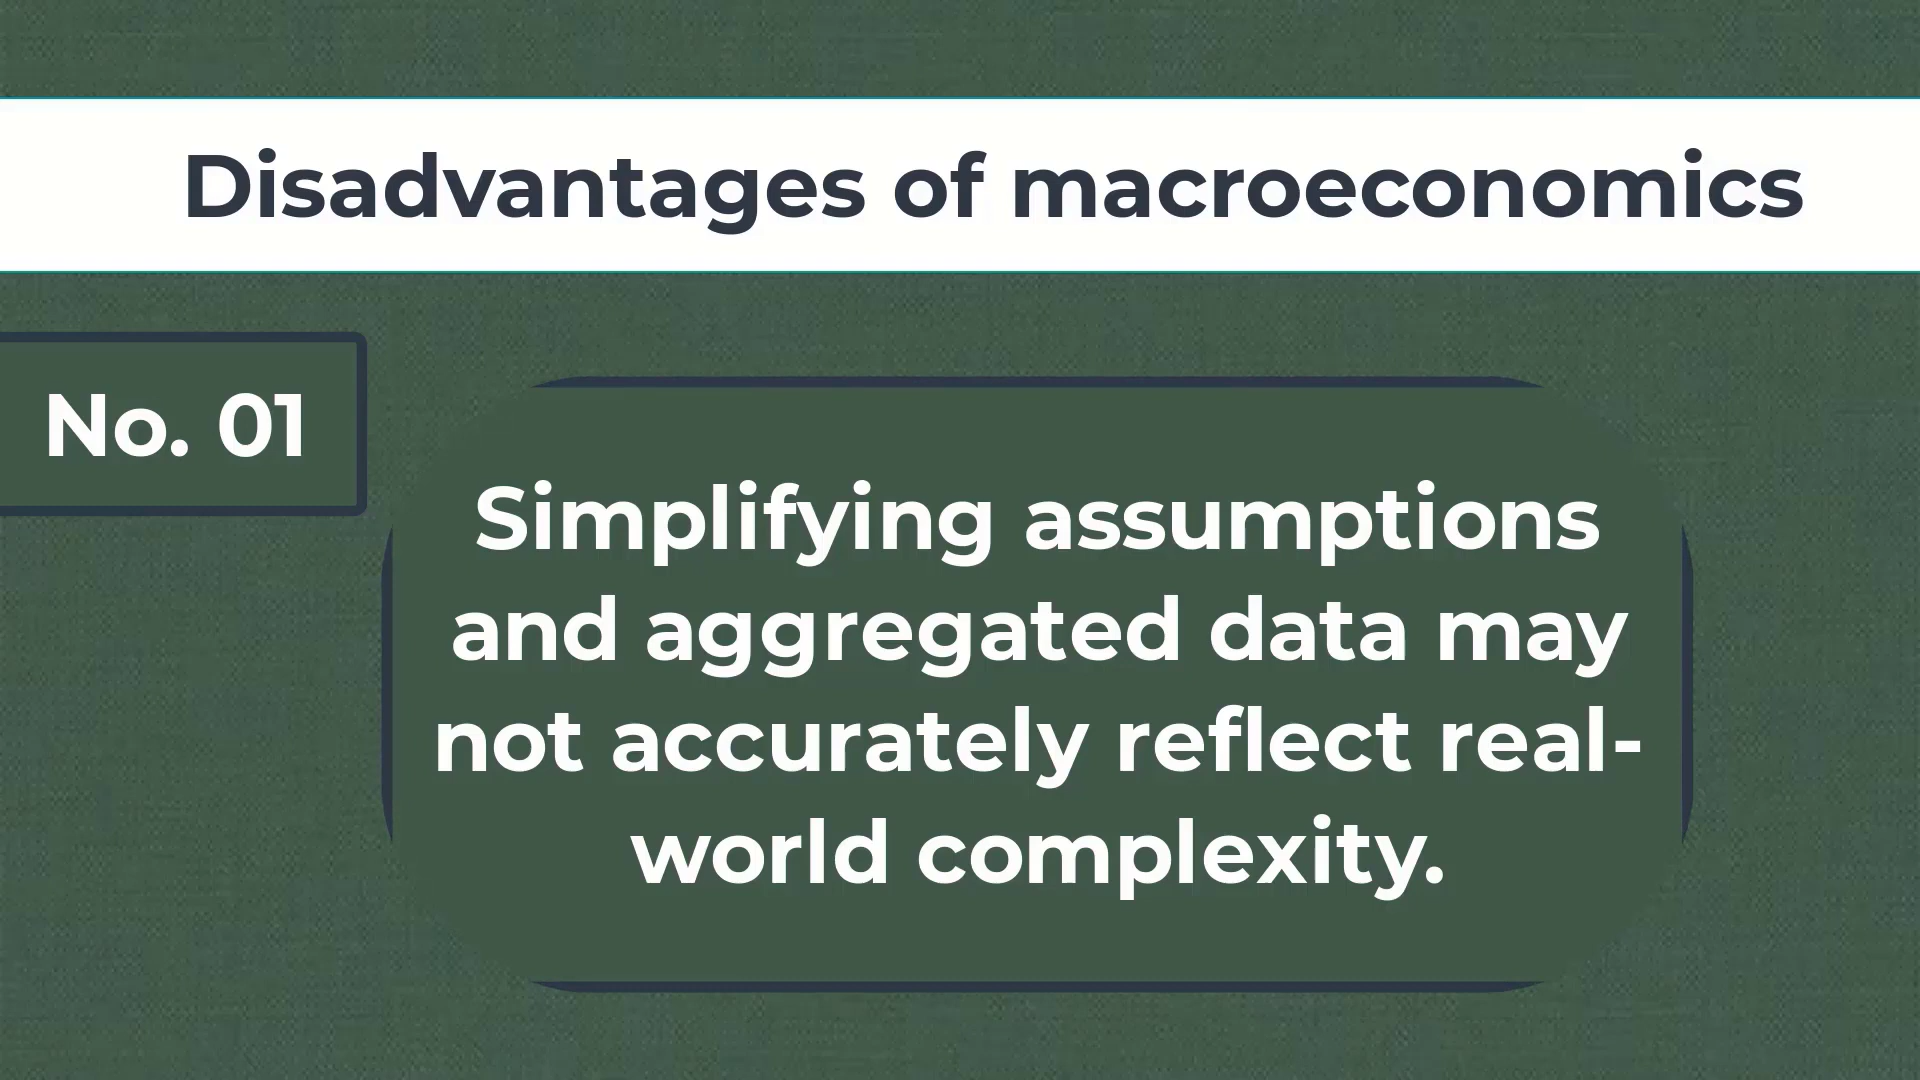 Disadvantages of macroeconomics
No. 01
Simplifying assumptions
and aggregated data may
not accurately reflect real-
world complexity.